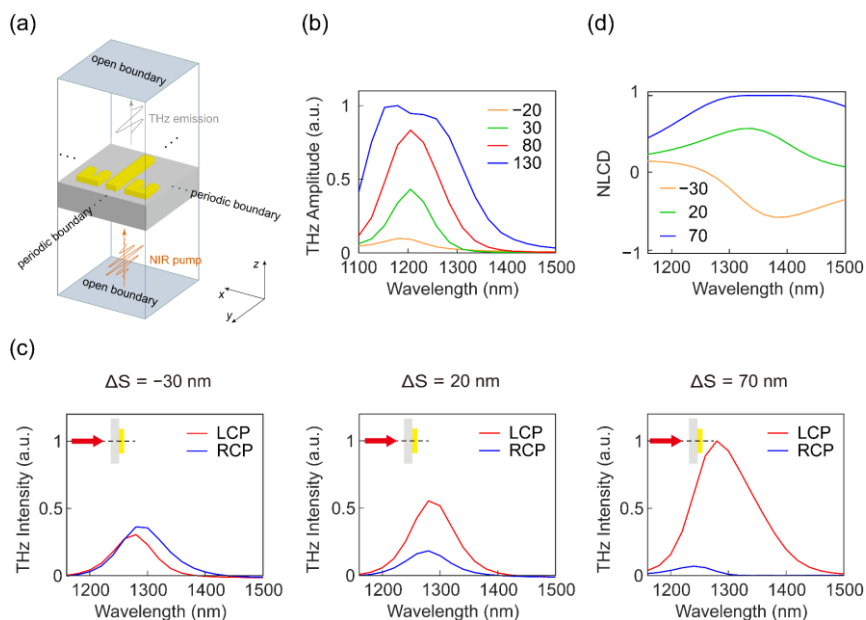 (a)
open boundary
THz emission
periodic boundary
periodic boundary
NIR pump
open boundary
z
x
y
(b)
THz Amplitude (a.u.)
1
0.5
0
−20
30
80
130
1100 1200 1300 1400 1500
Wavelength (nm)
(d)
NLCD
1
0
−1
−30
20
70
1200 1300 1400 1500
Wavelength (nm)
(c)
ΔS = −30 nm
THz Intensity (a.u.)
1
0.5
0
LCP
RCP
1200 1300 1400 1500
Wavelength (nm)
ΔS = 20 nm
THz Intensity (a.u.)
1
0.5
0
LCP
RCP
1200 1300 1400 1500
Wavelength (nm)
ΔS = 70 nm
THz Intensity (a.u.)
1
0.5
0
LCP
RCP
1200 1300 1400 1500
Wavelength (nm)